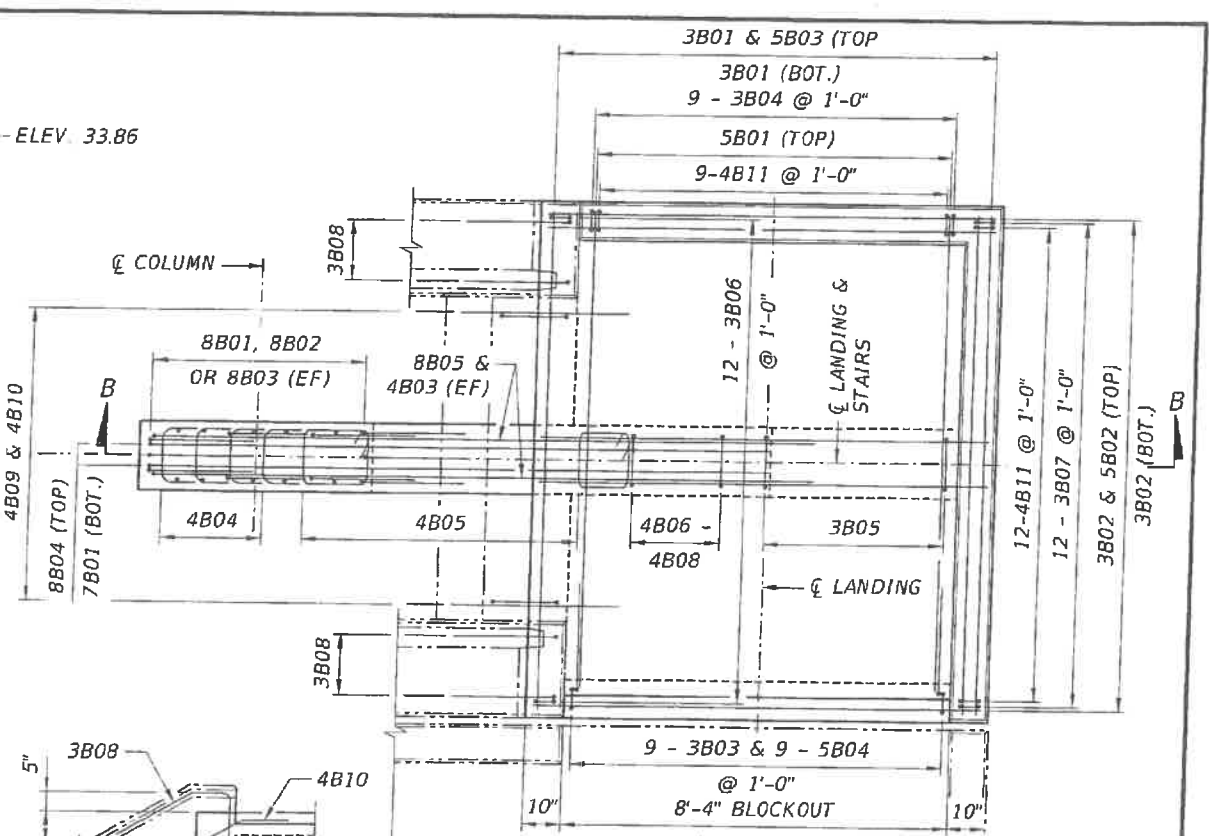 3B01 & 5B03 (TOP
3B01 (BOT.)
9 - 3B04 @ 1'-0"
ELEV. 33.86
5B01 (TOP)
9-4B11 @ 1'-0"
3B08
℄ COLUMN
12 - 3B06
@ 1'-0"
℄ LANDING &
STAIRS
8B01, 8B02
OR 8B03 (EF)
8B05 &
4B03 (EF)
B
B
4B09 & 4B10
8B04 (TOP)
7B01 (BOT.)
4B04
4B05
4B06 -
4B08
3B05
12-4B11 @ 1'-0"
12 - 3B07 @ 1'-0"
3B02 & 5B02 (TOP)
3B02 (BOT.)
℄ LANDING
3B08
9 - 3B03 & 9 - 5B04
@ 1'-0"
10"
8'-4" BLOCKOUT
10"
3B08
4B10
5"